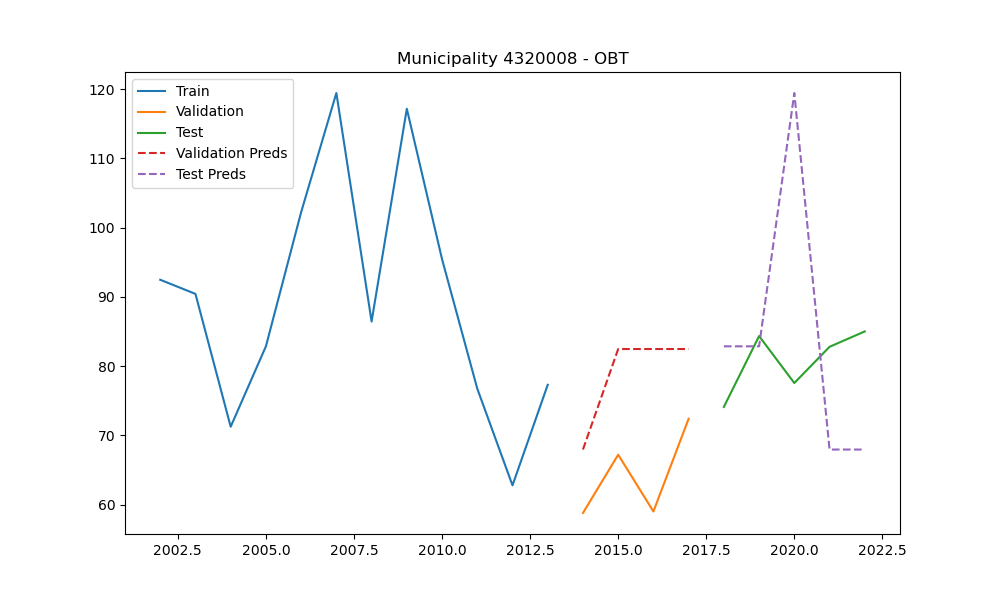 Municipality 4320008 - OBT
Train
Validation
Test
Validation Preds
Test Preds
120
110
100
90
80
70
60
2002.5 2005.0 2007.5 2010.0 2012.5 2015.0 2017.5 2020.0 2022.5